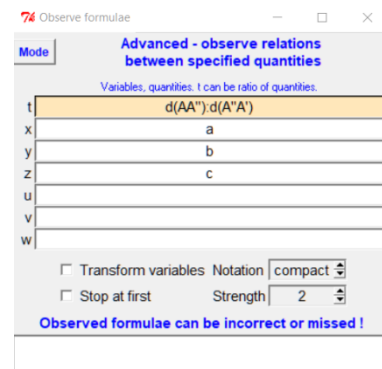 Observe formulae
Mode
Advanced - observe relations
between specified quantities
Variables, quantities. t can be ratio of quantities.
t d(AA"):d(A"A')
x a
y b
z c
u
v
w
Transform variables Notation compact
Stop at first Strength 2
Observed formulae can be incorrect or missed !